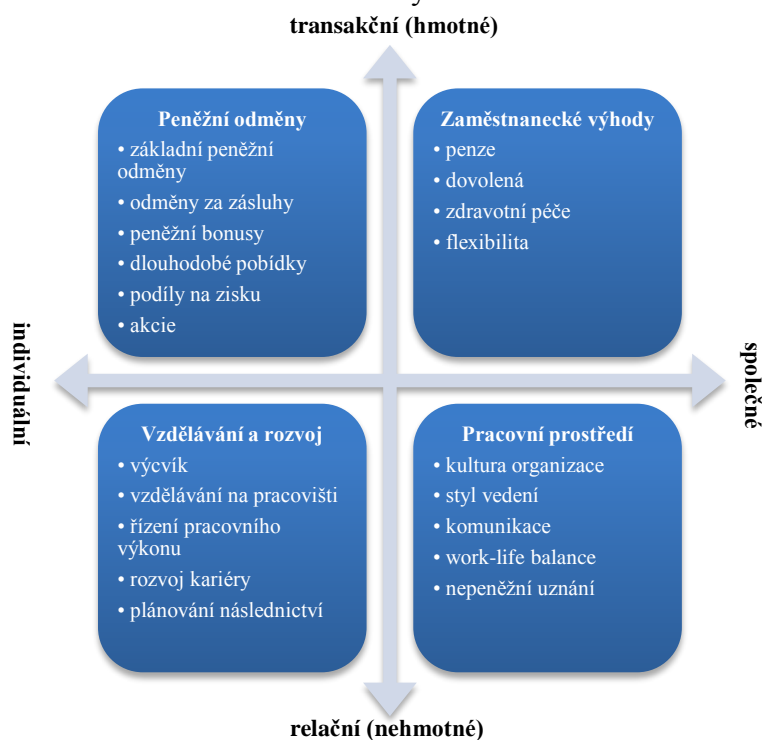 transakční (hmotné)
Peněžní odměny
• základní peněžní
odměny
• odměny za zásluhy
• peněžní bonusy
• dlouhodobé pobídky
• podíly na zisku
• akcie
Zaměstnanecké výhody
• penze
• dovolená
• zdravotní péče
• flexibilita
individuální
společné
Vzdělávání a rozvoj
• výcvik
• vzdělávání na pracovišti
• řízení pracovního
výkonu
• rozvoj kariéry
• plánování následnictví
Pracovní prostředí
• kultura organizace
• styl vedení
• komunikace
• work-life balance
• nepeněžní uznání
relační (nehmotné)